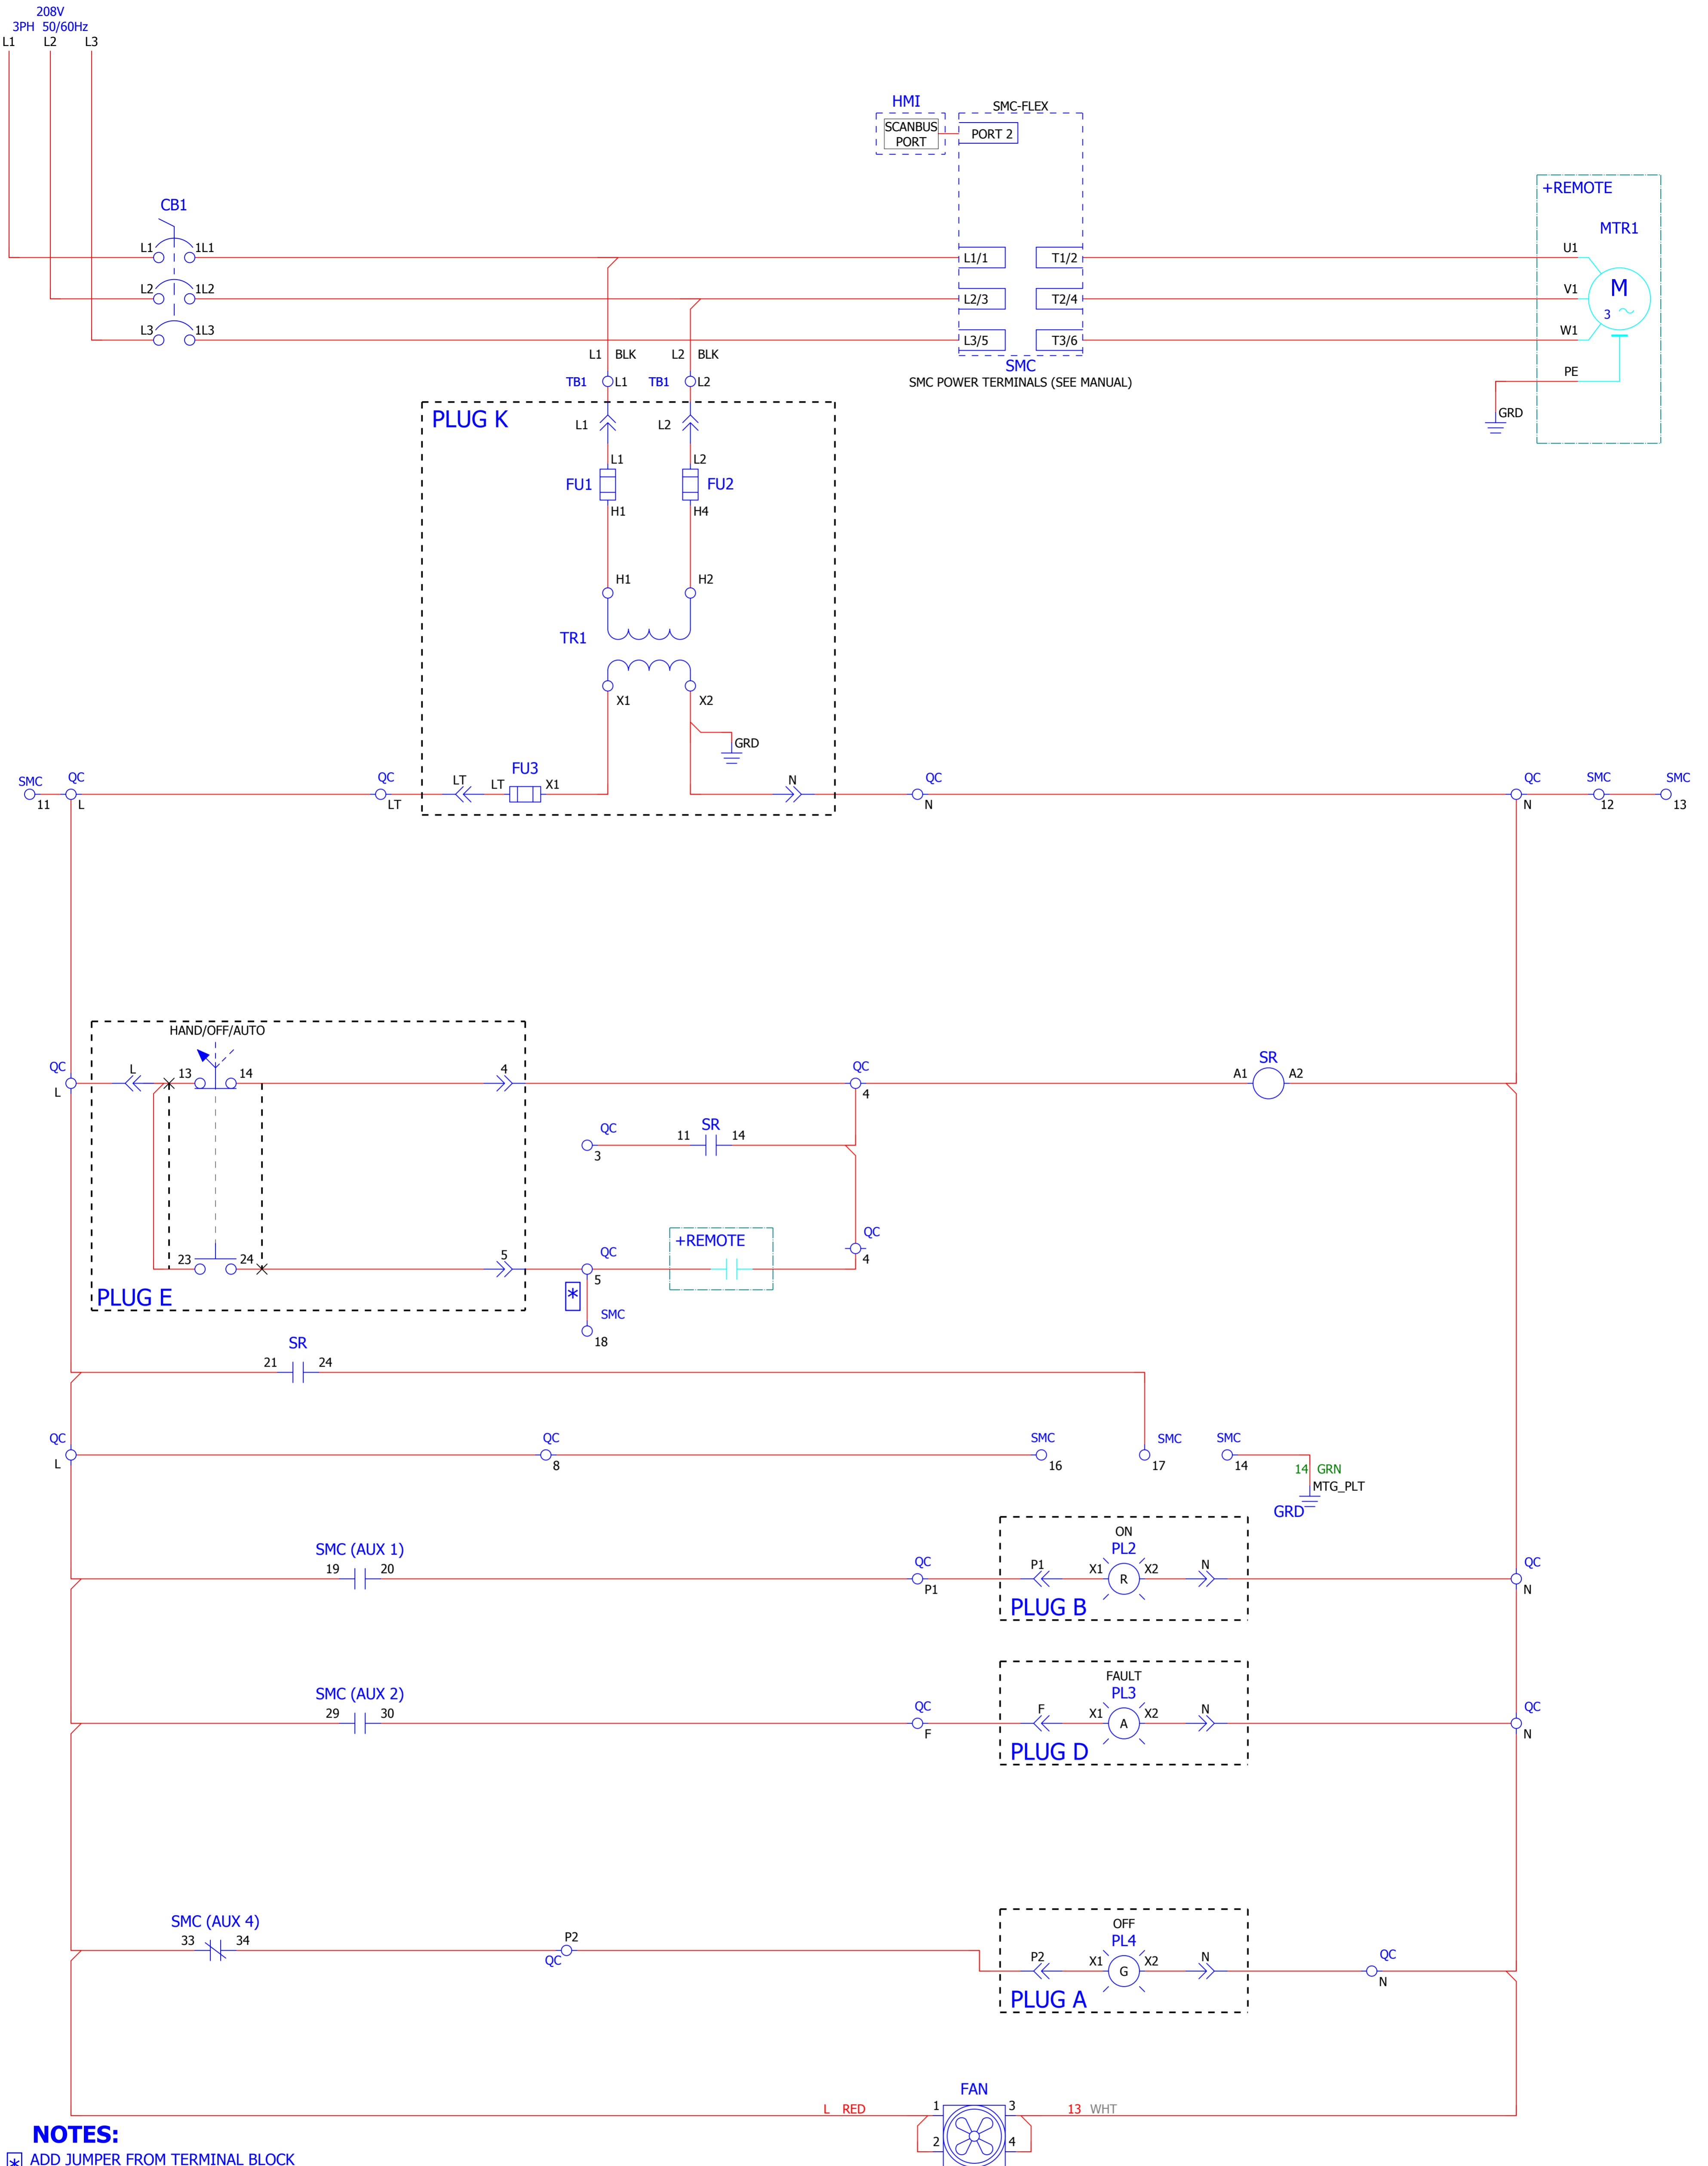 208V
3PH 50/60Hz
L1 L2 L3
HMI
SCANBUS
PORT
SMC-FLEX
PORT 2
+REMOTE
MTR1
CB1
L1 1L1
L1/1 T1/2
U1
L2 1L2
L2/3 T2/4
V1
M
3
L3 1L3
L3/5 T3/6
W1
SMC
SMC POWER TERMINALS (SEE MANUAL)
PE
GRD
L1 BLK L2 BLK
TB1 L1 TB1 L2
PLUG K
L1 L2
L1 L2
FU1 FU2
H1 H4
H1 H2
TR1
X1 X2
GRD
SMC QC QC LT LT FU3 X1 N QC QC SMC SMC
11 L LT N N 12 13
HAND/OFF/AUTO
QC L 13 14 4 QC A1 SR A2
L 4
QC 11 SR 14
3
+REMOTE
QC
4
23 24 5 QC
5
PLUG E
*
SMC
18
SR
21 24
QC QC SMC SMC SMC
L 8 16 17 14
14 GRN
MTG_PLT
GRD
ON
SMC (AUX 1) PL2
19 20 QC P1 X1 R X2 N QC
P1 N
PLUG B
FAULT
SMC (AUX 2) PL3
29 30 QC F X1 A X2 N QC
F N
PLUG D
OFF
SMC (AUX 4) PL4
33 34 P2 P2 X1 G X2 N QC
QC N
PLUG A
FAN
L RED 1 3 13 WHT
2 4
NOTES:
* ADD JUMPER FROM TERMINAL BLOCK